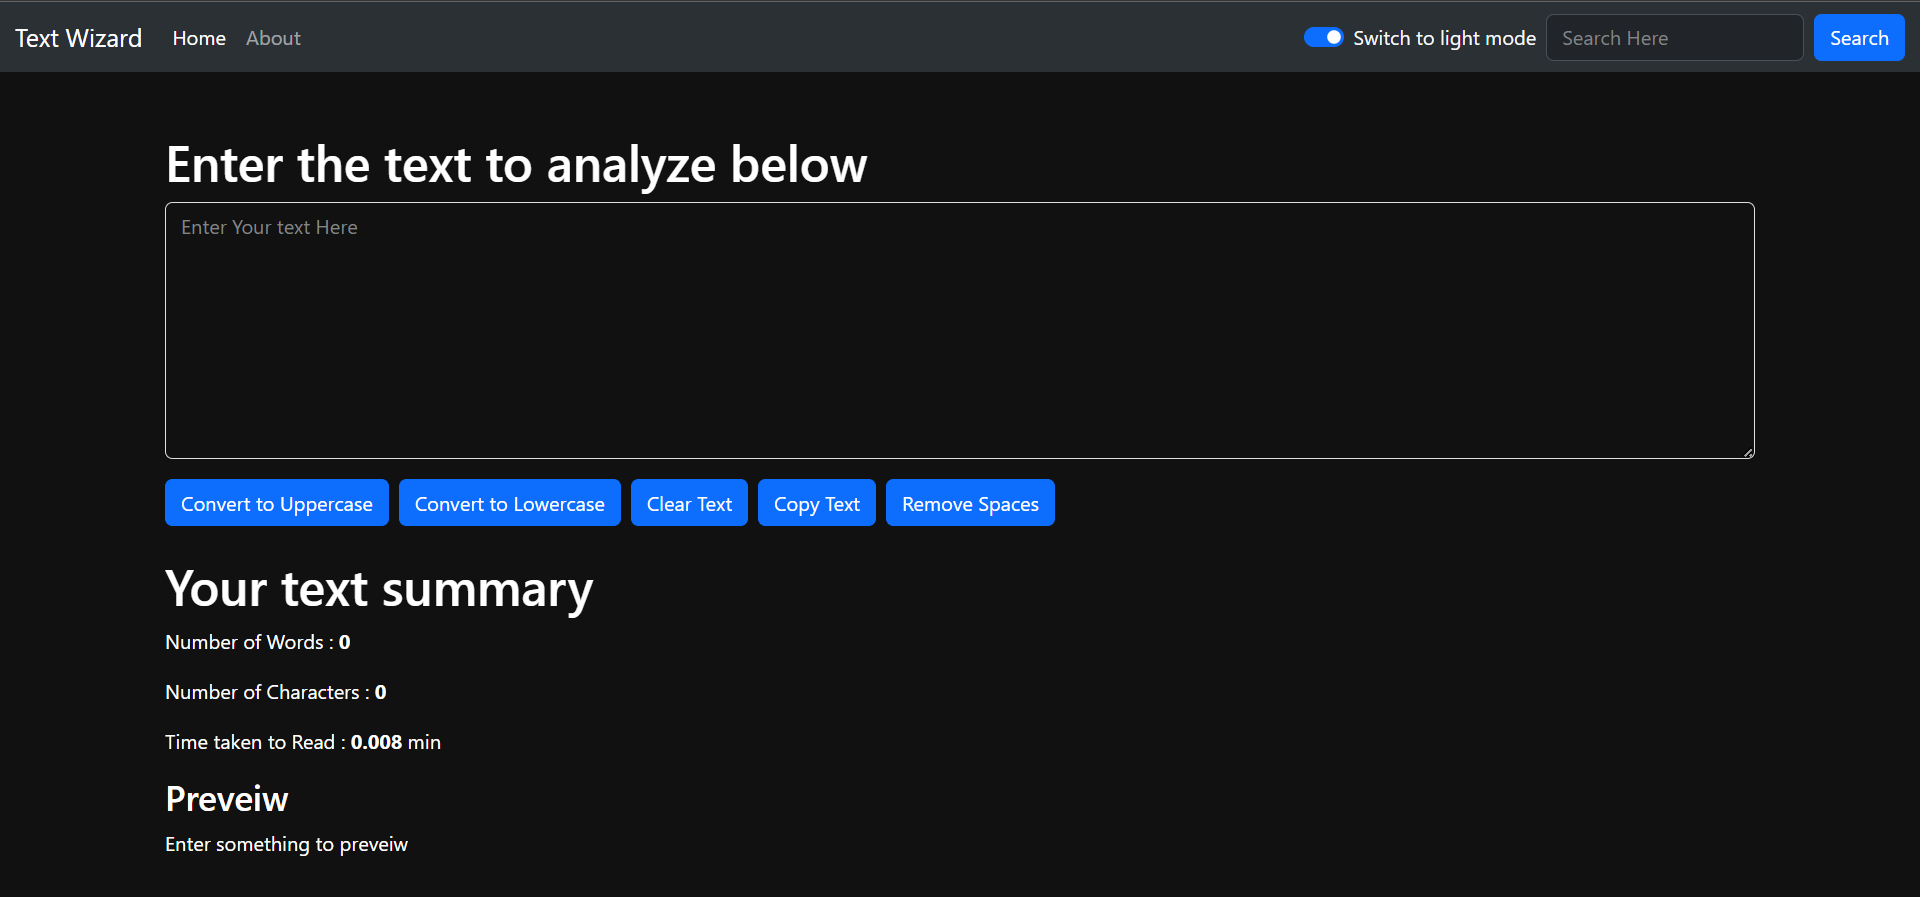 Text Wizard Home About Switch to light mode Search Here Search
Enter the text to analyze below
Enter Your text Here
Convert to Uppercase Convert to Lowercase Clear Text Copy Text Remove Spaces
Your text summary
Number of Words : 0
Number of Characters : 0
Time taken to Read : 0.008 min
Preveiw
Enter something to preveiw